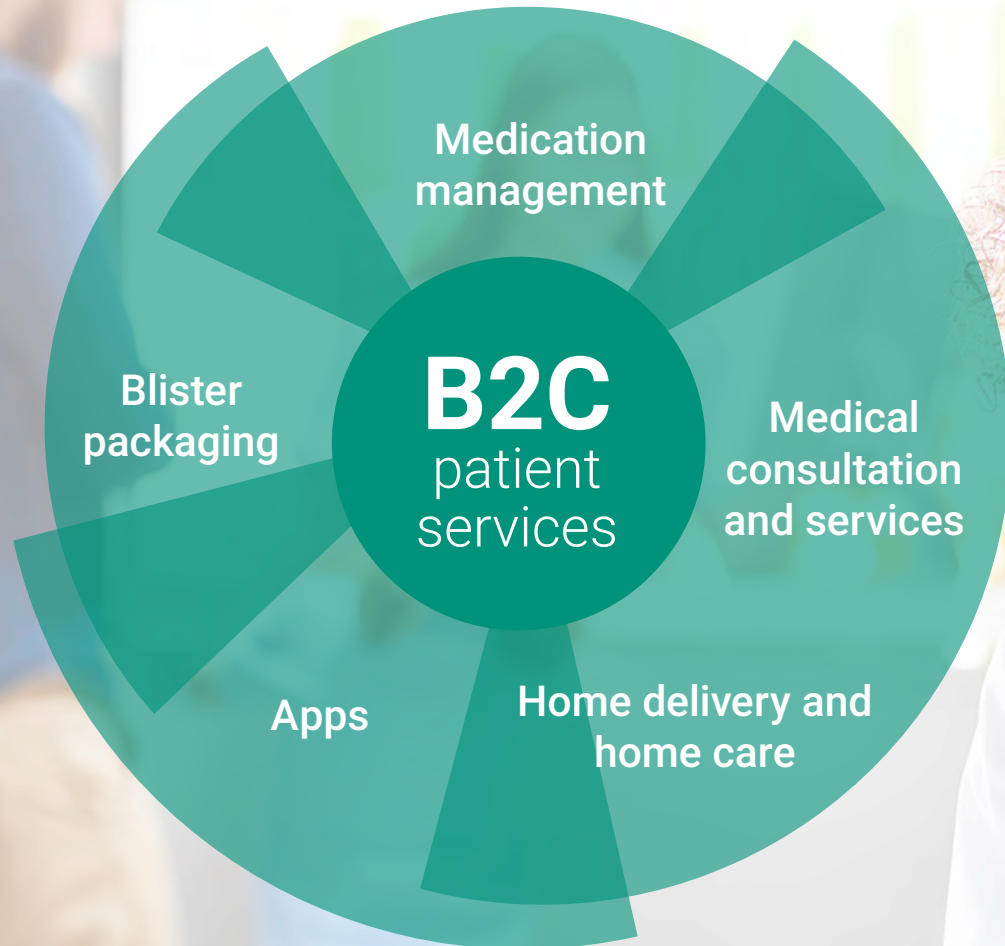 Medication
management
Blister
packaging
B2C
patient
services
Medical
consultation
and services
Apps
Home delivery and
home care